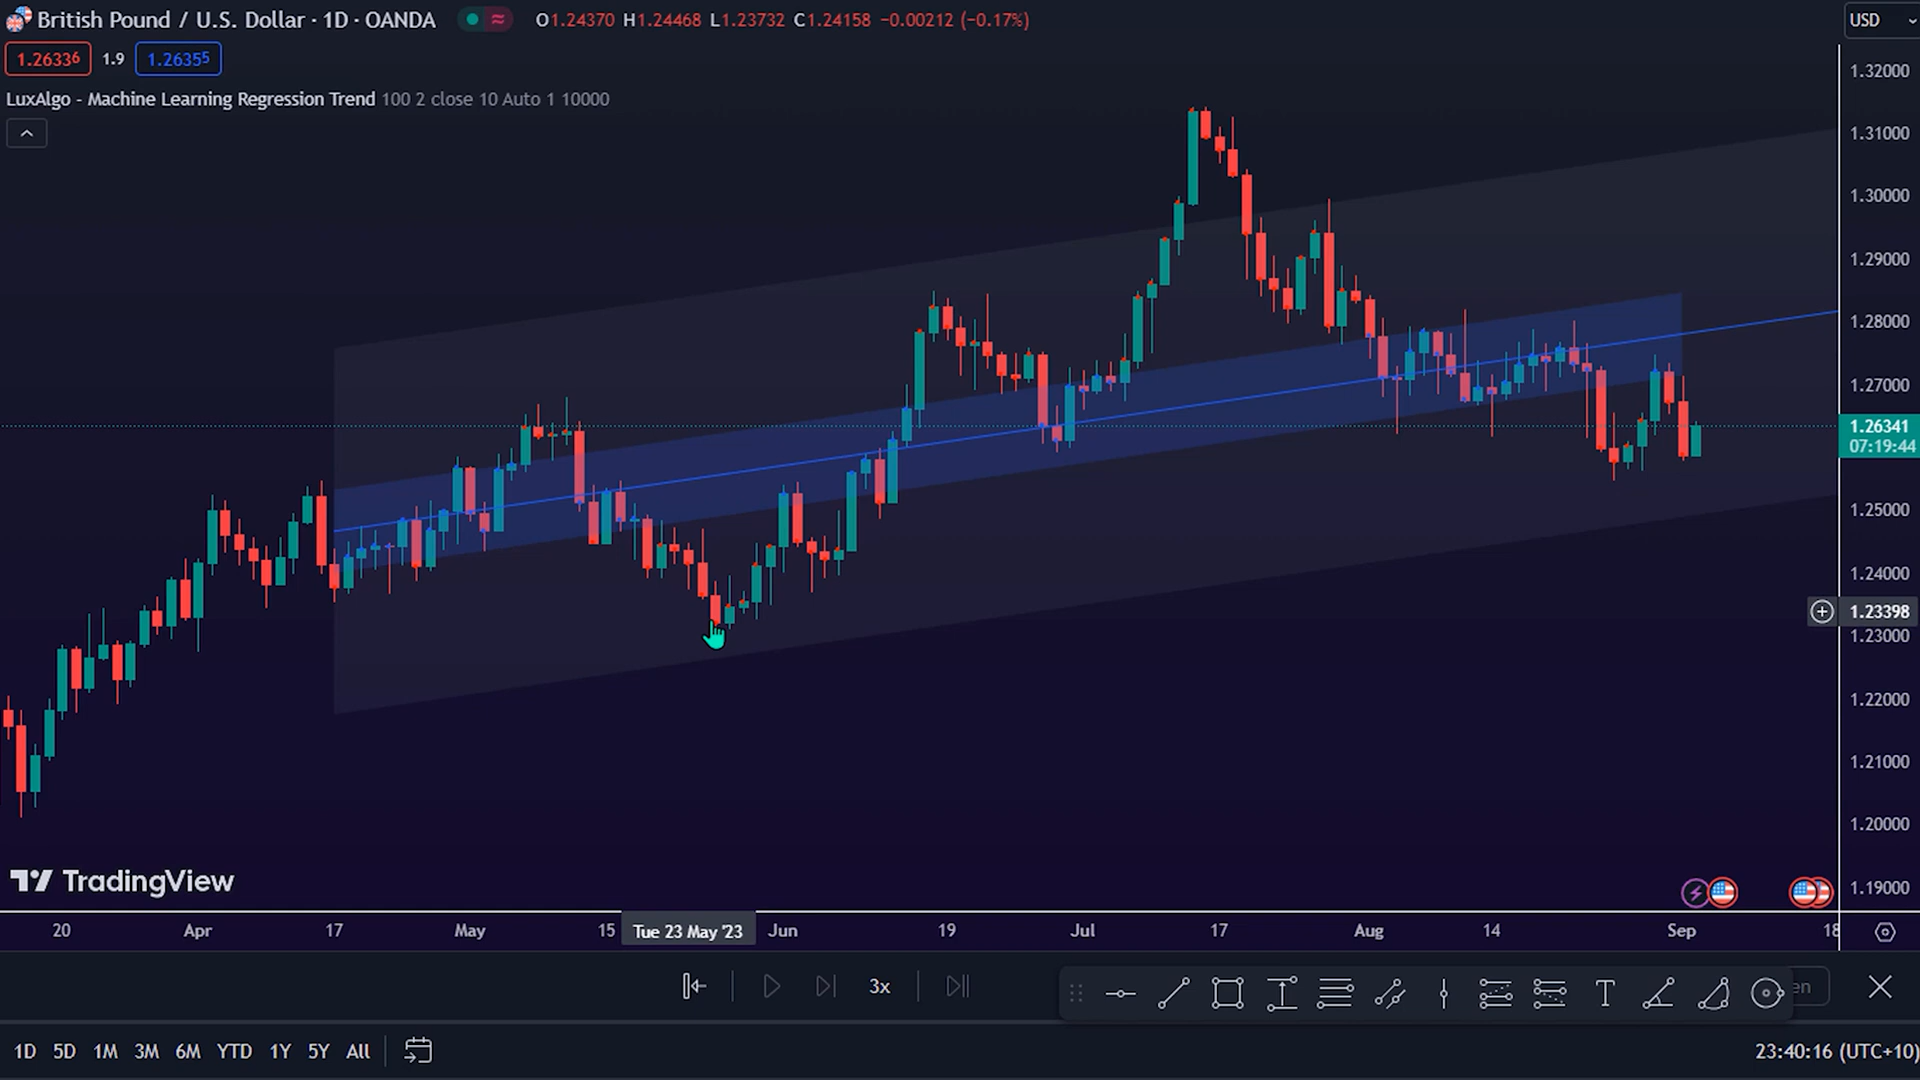 British Pound / U.S. Dollar · 1D · OANDA
O1.24370 H1.24468 L1.23732 C1.24158 −0.00212 (−0.17%)
USD
1.26336 1.9 1.26355
LuxAlgo - Machine Learning Regression Trend 100 2 close 10 Auto 1 10000
1.32000
1.31000
1.30000
1.29000
1.28000
1.27000
1.26341
07:19:44
1.25000
1.24000
1.23398
1.23000
1.22000
1.21000
1.20000
1.19000
TradingView
20 Apr 17 May 15 Tue 23 May '23 Jun 19 Jul 17 Aug 14 Sep 18
3x
T
en
1D 5D 1M 3M 6M YTD 1Y 5Y All
23:40:16 (UTC+10)